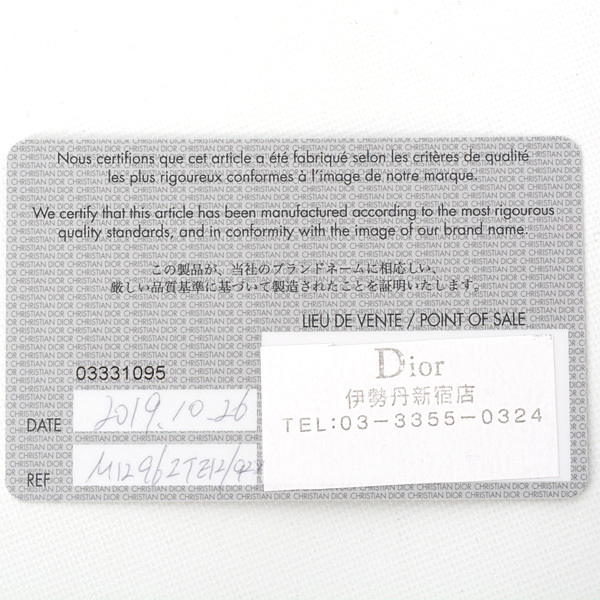 Nous certifions que cet article a été fabriqué selon les critères de qualité
les plus rigoureux conformes à l'image de notre marque.
We certify that this article has been manufactured according to the most rigourous
quality standards, and in conformity with the image of our brand name.
この製品が、当社のブランドネームに相応しい、
厳しい品質基準に基づいて製造されたことを証明いたします。
LIEU DE VENTE / POINT OF SALE
03331095
Dior
伊勢丹新宿店
TEL:03-3355-0324
DATE 2019.10.26
REF